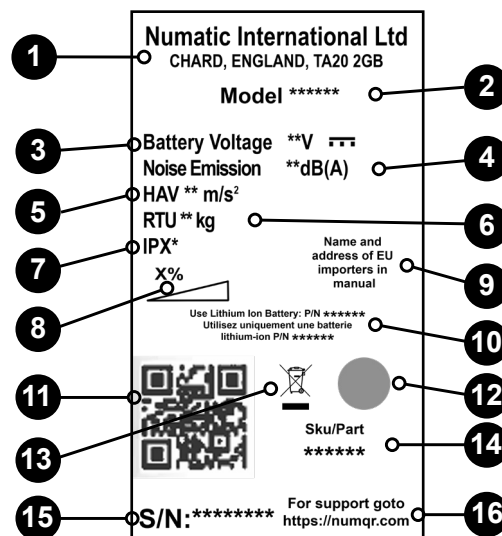 Numatic International Ltd
1
CHARD, ENGLAND, TA20 2GB
Model ******
2
3
Battery Voltage **V
Noise Emission **dB(A)
4
5
HAV ** m/s²
RTU ** kg
6
7
IPX*
Name and
address of EU
importers in
manual
9
X%
8
Use Lithium Ion Battery: P/N ******
Utilisez uniquement une batterie
lithium-ion P/N ******
10
11
12
13
Sku/Part
14
******
15
S/N:********
For support goto
https://numqr.com
16